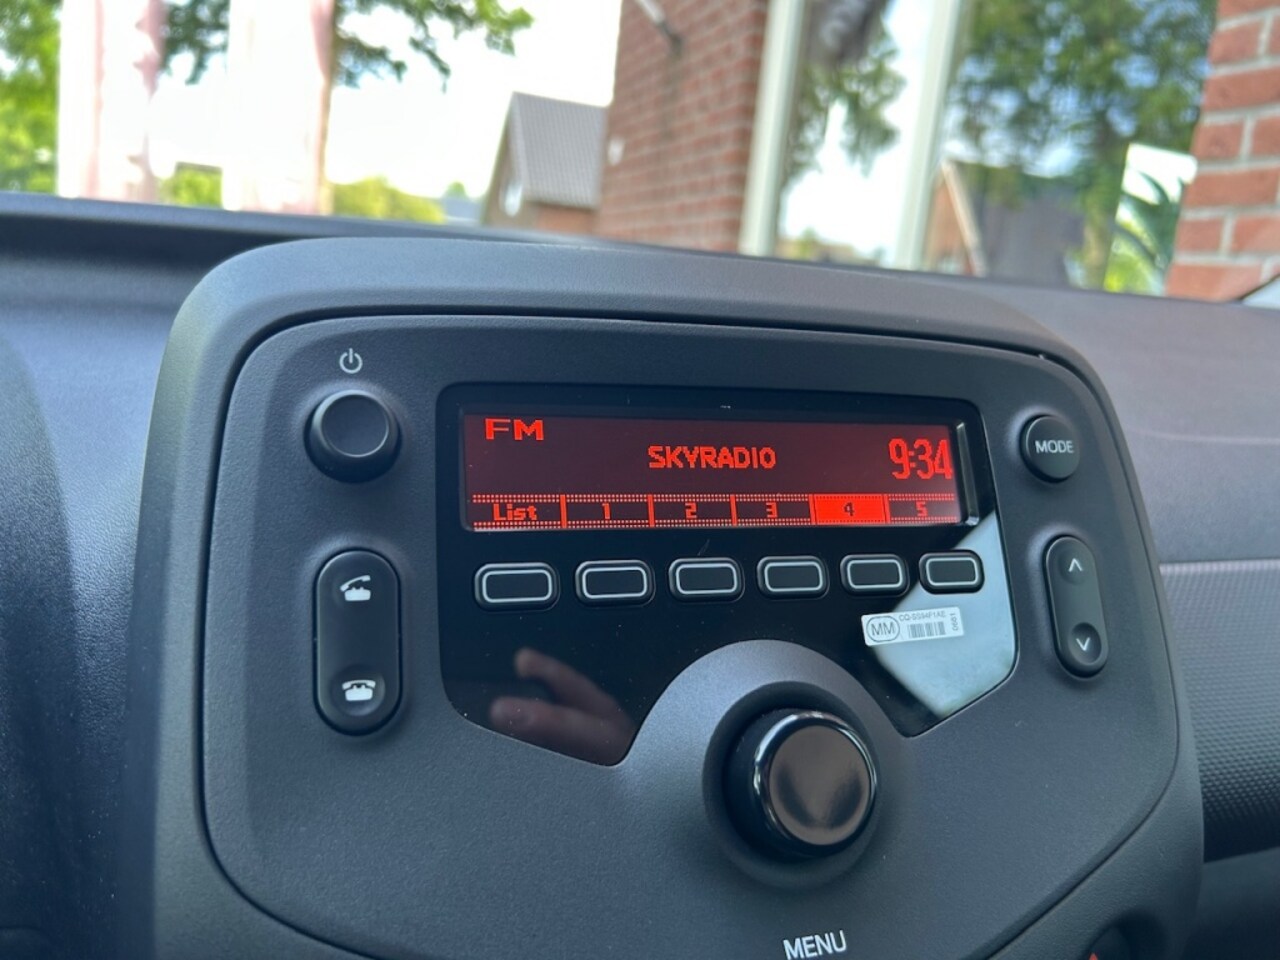 FM
SKYRADIO
9:34
List 1 2 3 4 5
MODE
MM
MENU